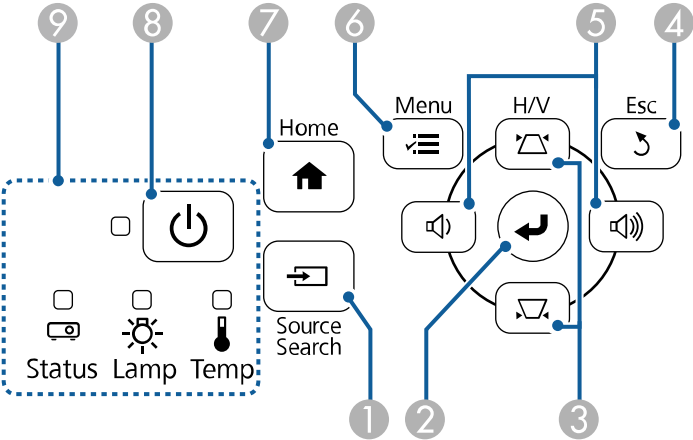 9 8 7 6 5 4
Menu H/V Esc
Home
Source
Search
Status Lamp Temp
1 2 3